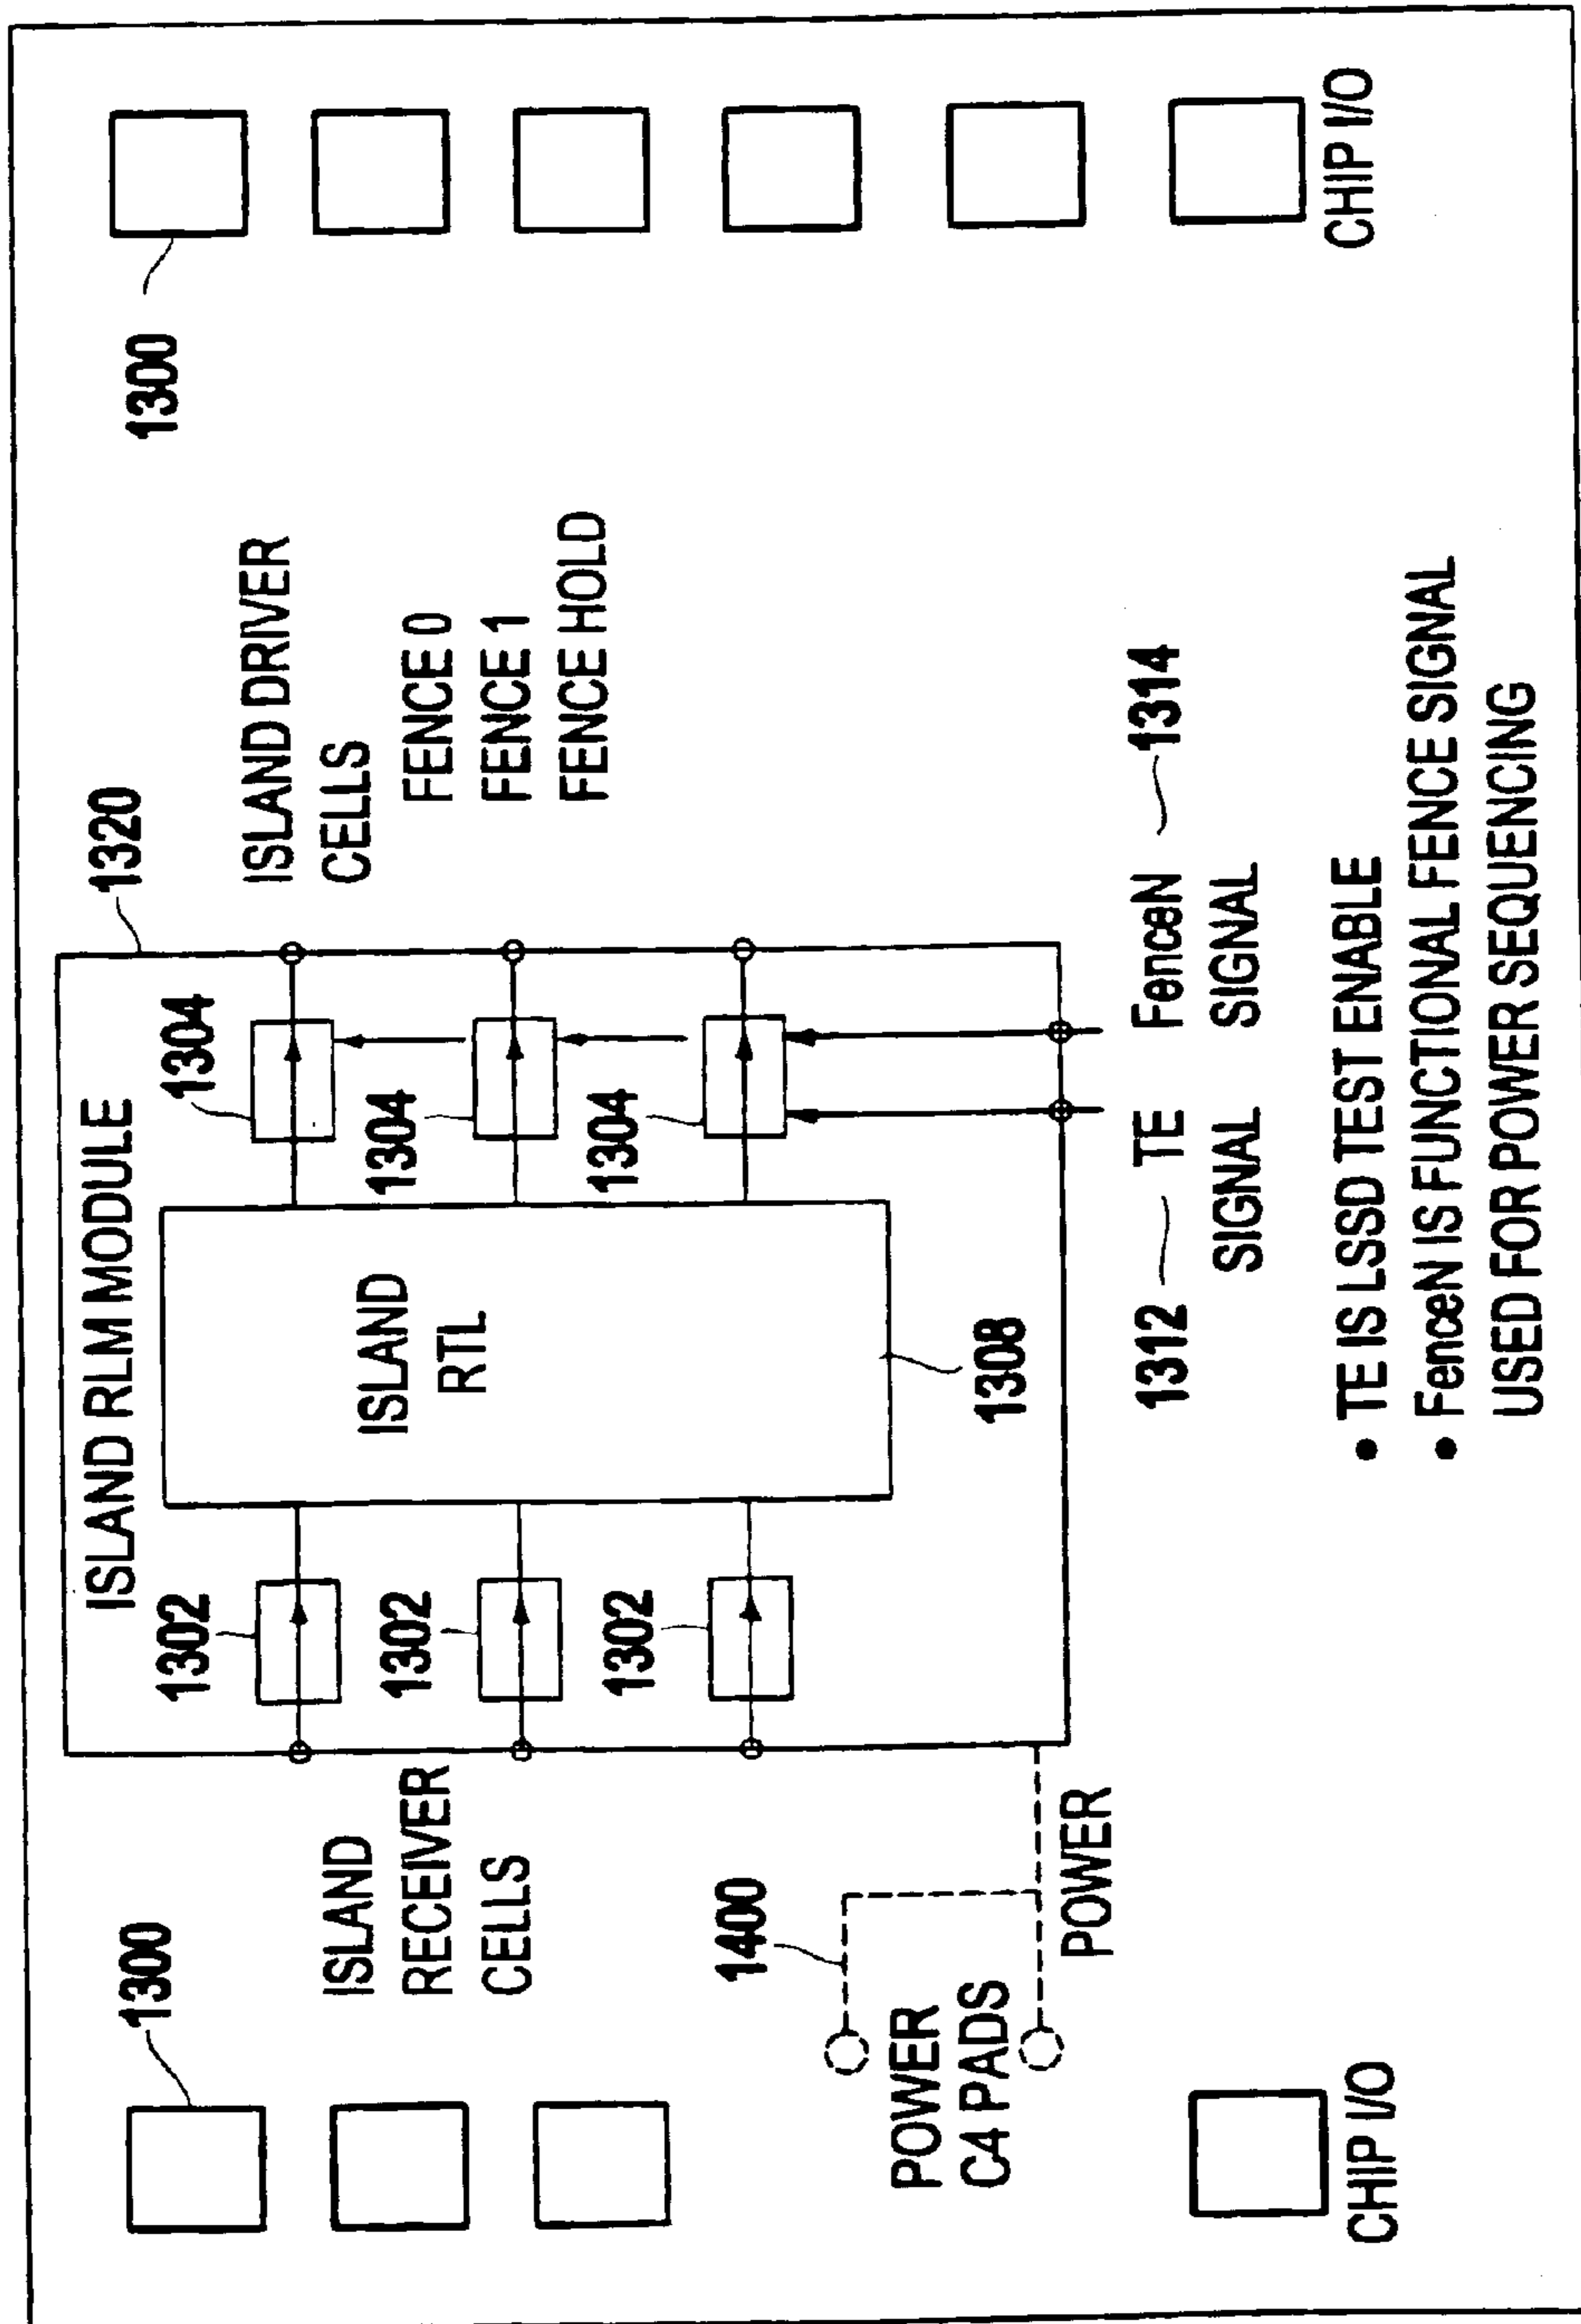 1300
ISLAND
RECEIVER
CELLS
1400
POWER
C4 PADS
POWER
CHIP I/O
ISLAND RLM MODULE
1302
1302
1302
ISLAND
RTL
1308
1304
1304
1304
1320
ISLAND DRIVER
CELLS
FENCE 0
FENCE 1
FENCE HOLD
1300
CHIP I/O
1312
TE
SIGNAL
FenceN
SIGNAL
1314
• TE IS LSSD TEST ENABLE
• FenceN IS FUNCTIONAL FENCE SIGNAL
USED FOR POWER SEQUENCING